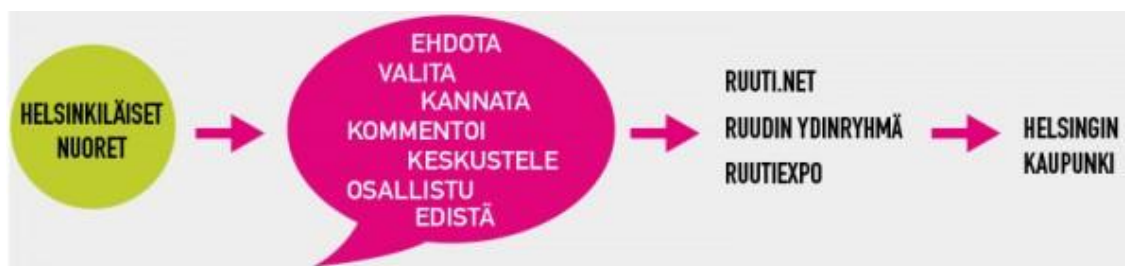 HELSINKILÄISET
NUORET
EHDOTA
VALITA
KANNATA
KOMMENTOI
KESKUSTELE
OSALLISTU
EDISTÄ
RUUTI.NET
RUUDIN YDINRYHMÄ
RUUTIEXPO
HELSINGIN
KAUPUNKI